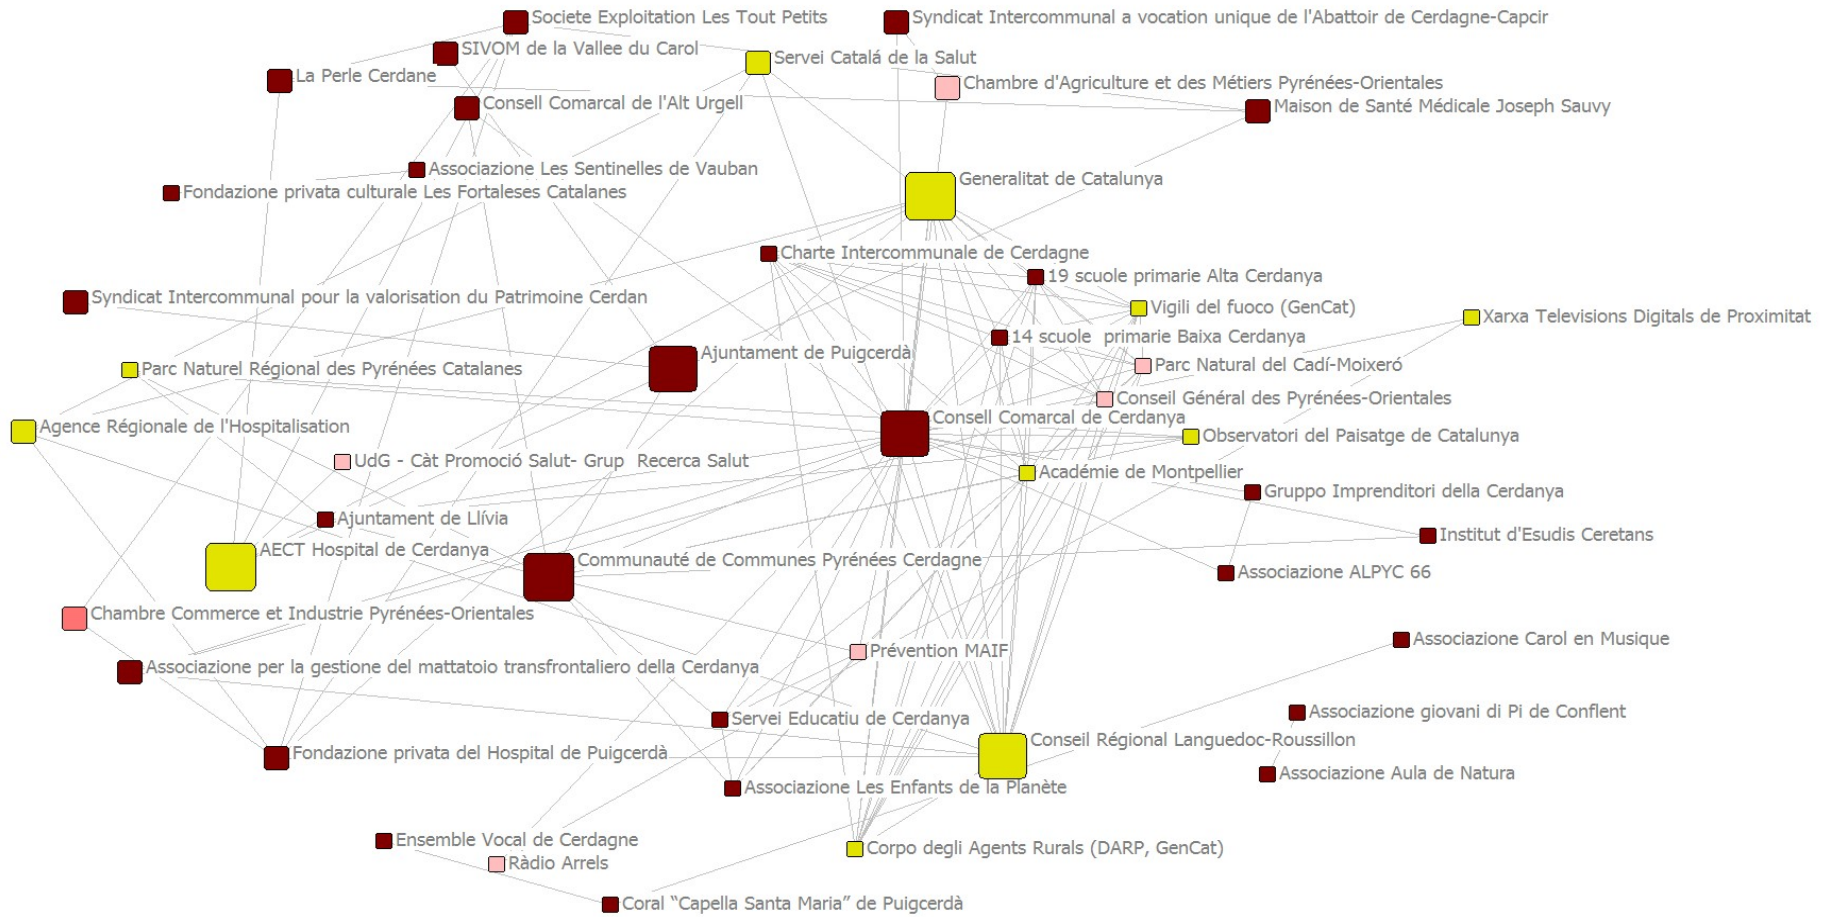 Societe Exploitation Les Tout Petits
Syndicat Intercommunal a vocation unique de l'Abattoir de Cerdagne-Capcir
SIVOM de la Vallee du Carol
Servei Catalá de la Salut
La Perle Cerdane
Chambre d'Agriculture et des Métiers Pyrénées-Orientales
Consell Comarcal de l'Alt Urgell
Maison de Santé Médicale Joseph Sauvy
Associazione Les Sentinelles de Vauban
Generalitat de Catalunya
Fondazione privata culturale Les Fortaleses Catalanes
Charte Intercommunale de Cerdagne
19 scuole primarie Alta Cerdanya
Syndicat Intercommunal pour la valorisation du Patrimoine Cerdan
Vigili del fuoco (GenCat)
Xarxa Televisions Digitals de Proximitat
14 scuole primarie Baixa Cerdanya
Ajuntament de Puigcerdà
Parc Natural del Cadí-Moixeró
Parc Naturel Régional des Pyrénées Catalanes
Conseil Général des Pyrénées-Orientales
Consell Comarcal de Cerdanya
Agence Régionale de l'Hospitalisation
Observatori del Paisatge de Catalunya
UdG - Càt Promoció Salut- Grup Recerca Salut
Académie de Montpellier
Gruppo Imprenditori della Cerdanya
Ajuntament de Llívia
Institut d'Esudis Ceretans
AECT Hospital de Cerdanya
Communauté de Communes Pyrénées Cerdagne
Associazione ALPYC 66
Chambre Commerce et Industrie Pyrénées-Orientales
Associazione Carol en Musique
Prévention MAIF
Associazione per la gestione del mattatoio transfrontaliero della Cerdanya
Associazione giovani di Pi de Conflent
Servei Educatiu de Cerdanya
Conseil Régional Languedoc-Roussillon
Fondazione privata del Hospital de Puigcerdà
Associazione Aula de Natura
Associazione Les Enfants de la Planète
Ensemble Vocal de Cerdagne
Corpo degli Agents Rurals (DARP, GenCat)
Ràdio Arrels
Coral “Capella Santa Maria” de Puigcerdà